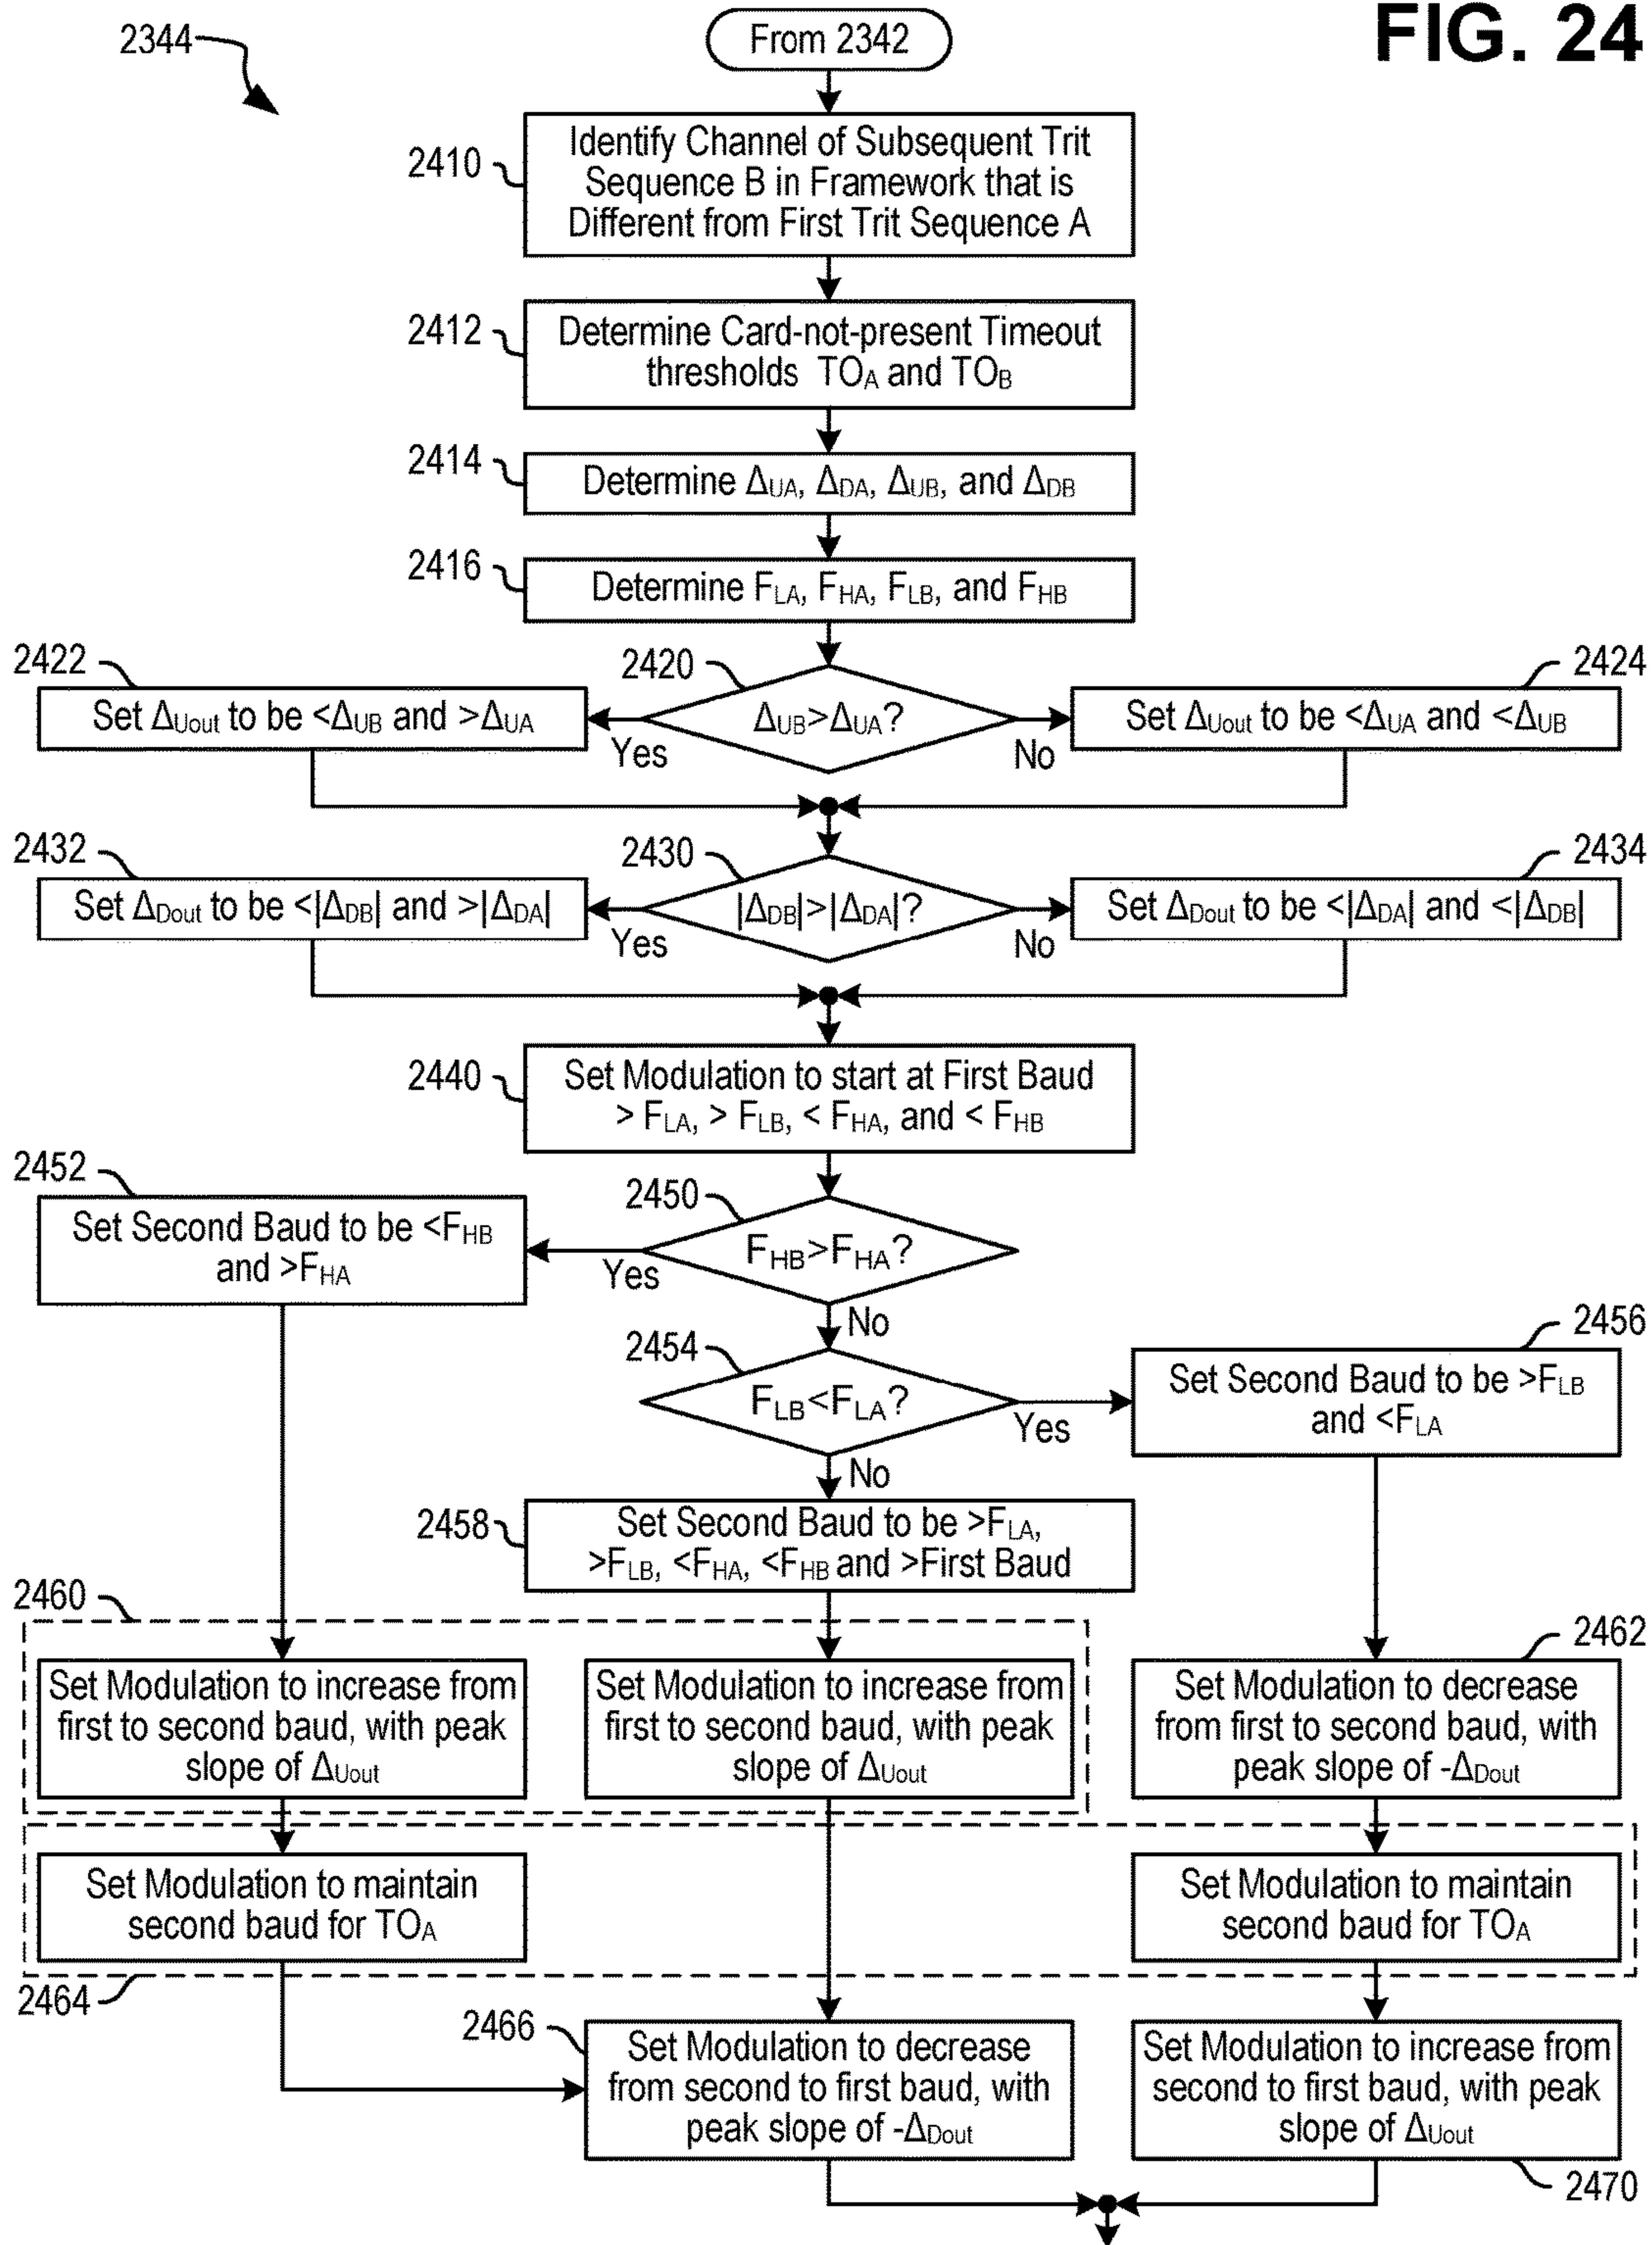 FIG. 24
2344
From 2342
2410
Identify Channel of Subsequent Trit
Sequence B in Framework that is
Different from First Trit Sequence A
2412
Determine Card-not-present Timeout
thresholds TOA and TOB
2414
Determine ΔUA, ΔDA, ΔUB, and ΔDB
2416
Determine FLA, FHA, FLB, and FHB
2422
2420
2424
Set ΔUout to be <ΔUB and >ΔUA
ΔUB>ΔUA?
Set ΔUout to be <ΔUA and <ΔUB
Yes
No
2432
2430
2434
Set ΔDout to be <|ΔDB| and >|ΔDA|
|ΔDB|>|ΔDA|?
Set ΔDout to be <|ΔDA| and <|ΔDB|
Yes
No
2440
Set Modulation to start at First Baud
> FLA, > FLB, < FHA, and < FHB
2452
2450
Set Second Baud to be <FHB
and >FHA
FHB>FHA?
Yes
No
2454
2456
FLB<FLA?
Set Second Baud to be >FLB
and <FLA
Yes
No
2458
Set Second Baud to be >FLA,
>FLB, <FHA, <FHB and >First Baud
2460
2462
Set Modulation to increase from
first to second baud, with peak
slope of ΔUout
Set Modulation to increase from
first to second baud, with peak
slope of ΔUout
Set Modulation to decrease
from first to second baud, with
peak slope of -ΔDout
Set Modulation to maintain
second baud for TOA
Set Modulation to maintain
second baud for TOA
2464
2466
Set Modulation to decrease
from second to first baud, with
peak slope of -ΔDout
Set Modulation to increase from
second to first baud, with peak
slope of ΔUout
2470